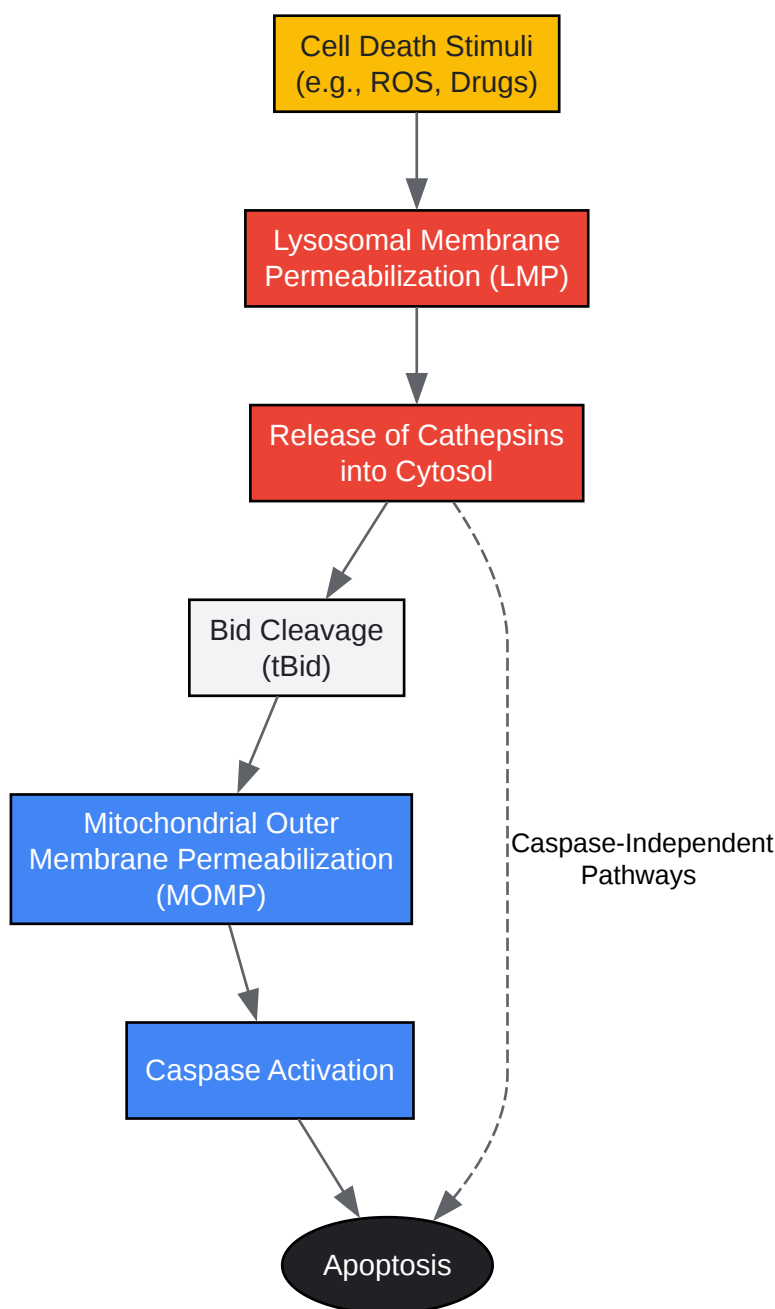 Cell Death Stimuli
(e.g., ROS, Drugs)
Lysosomal Membrane
Permeabilization (LMP)
Release of Cathepsins
into Cytosol
Bid Cleavage
(tBid)
Mitochondrial Outer
Membrane Permeabilization
(MOMP)
Caspase-Independent
Pathways
Caspase Activation
Apoptosis